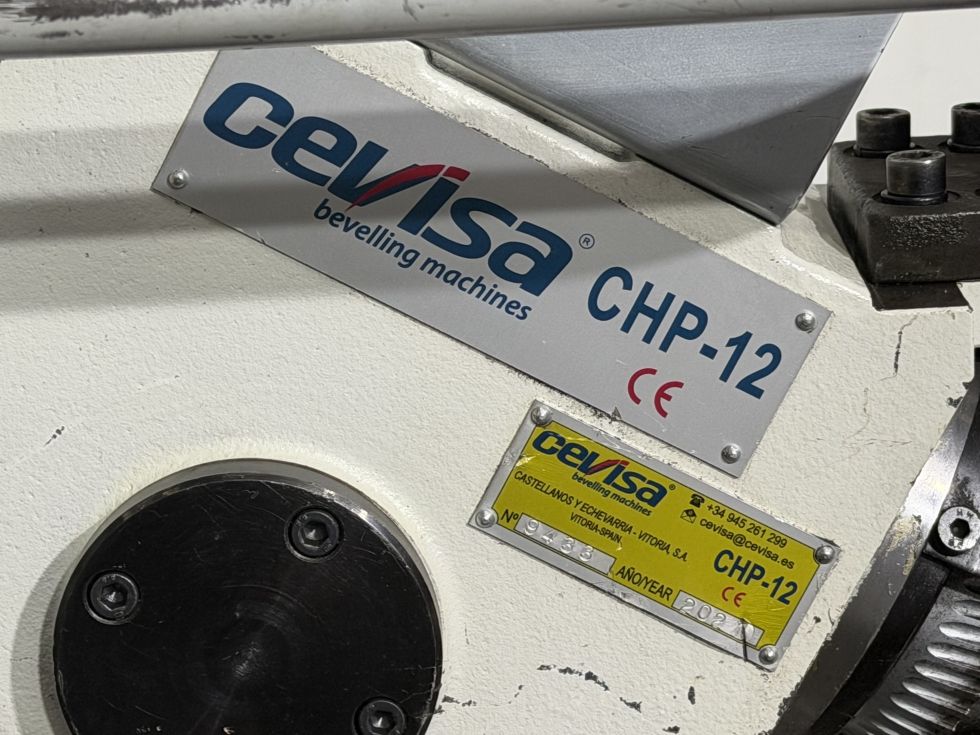 cevisa®
bevelling machines
CHP-12
CE
cevisa®
bevelling machines
+34 945 261 299
cevisa@cevisa.es
CASTELLANOS Y ECHEVARRIA - VITORIA, S.A.
VITORIA-SPAIN.
CHP-12
CE
Nº 9433
AÑO/YEAR